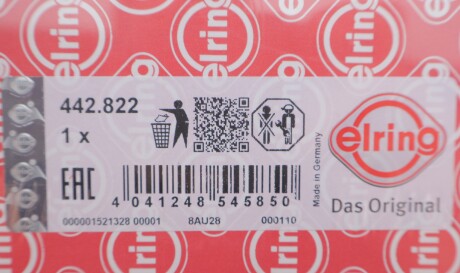 elring
442.822
1 x
EAC
4 041248 545850
000001521328 00001 8AU28 000110
Made in Germany
elring
Das Original